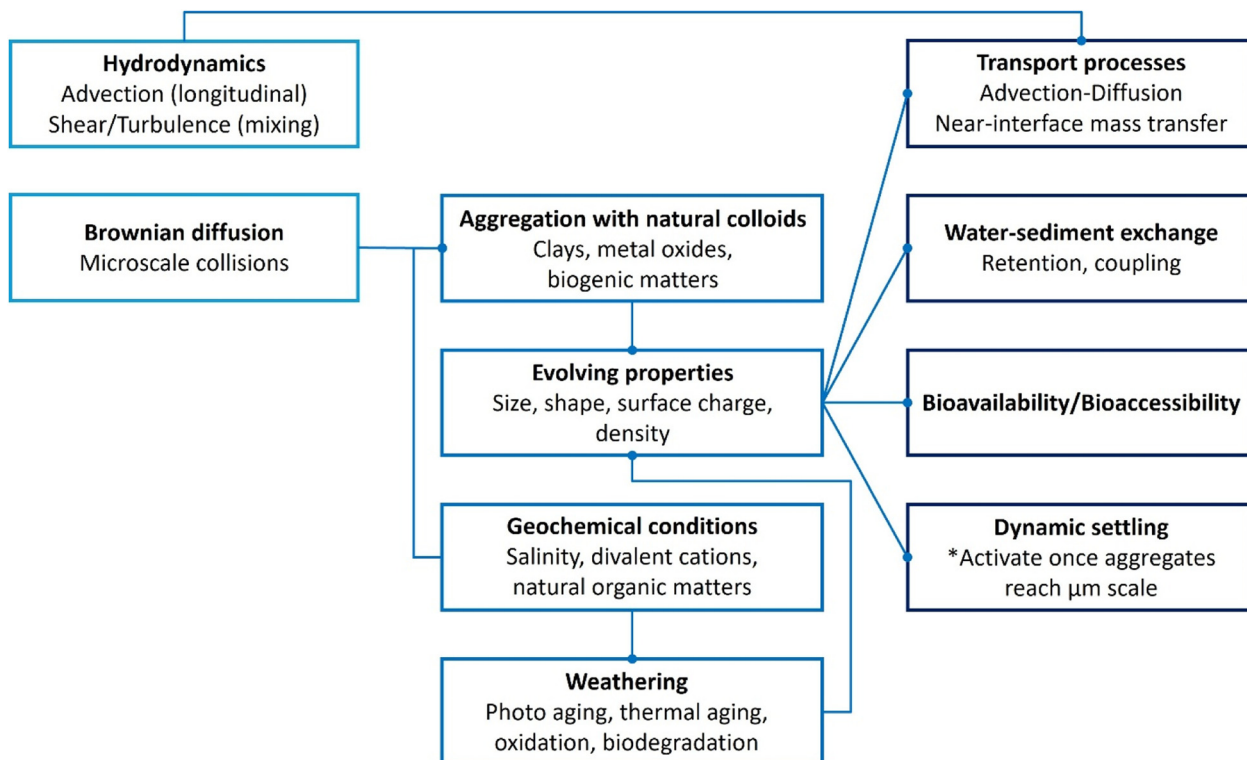 Hydrodynamics
Advection (longitudinal)
Shear/Turbulence (mixing)
Transport processes
Advection-Diffusion
Near-interface mass transfer
Brownian diffusion
Microscale collisions
Aggregation with natural colloids
Clays, metal oxides,
biogenic matters
Water-sediment exchange
Retention, coupling
Evolving properties
Size, shape, surface charge,
density
Bioavailability/Bioaccessibility
Geochemical conditions
Salinity, divalent cations,
natural organic matters
Dynamic settling
*Activate once aggregates
reach µm scale
Weathering
Photo aging, thermal aging,
oxidation, biodegradation